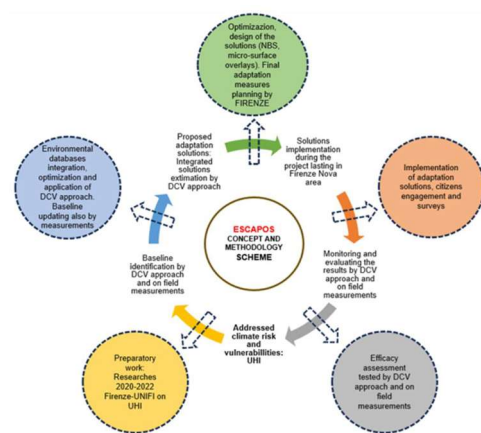 Optimizazion,
design of the
solutions (NBS,
micro-surface
overlays). Final
adaptation
measures
planning by
FIRENZE
Proposed
adaptation
solutions:
Integrated
solutions
extimation by
DCV approach
Solutions
implementation
during the
project lasting in
Firenze Nova
area
Environmental
databases
integration,
optimization and
application of
DCV approach.
Baseline
updating also by
measurements
Implementation
of adaptation
solutions, citizens
engagement and
surveys
ESCAPOS
CONCEPT AND
METHODOLOGY
SCHEME
Baseline
identification by
DCV approach
and on field
measurements
Monitoring and
evaluating the
results by DCV
approach and
on field
measurements
Addressed
climate risk
and
vulnerabillities:
UHI
Preparatory
work:
Researches
2020-2022
Firenze-UNIFI on
UHI
Efficacy
assessment
tested by DCV
approach and on
field
measurements